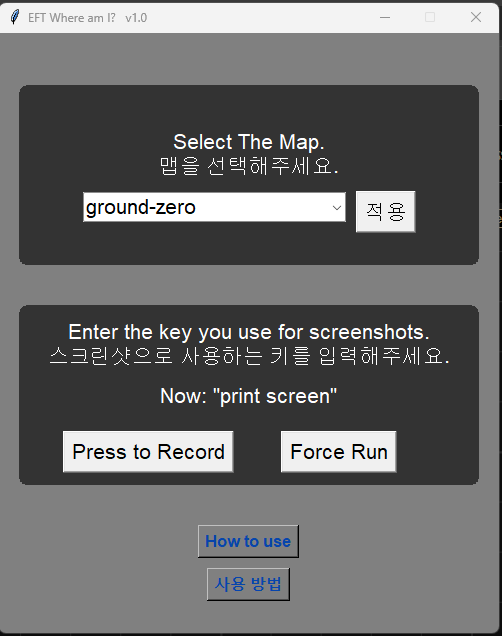 EFT Where am I?   v1.0
Select The Map.
맵을 선택해주세요.
ground-zero
적용
Enter the key you use for screenshots.
스크린샷으로 사용하는 키를 입력해주세요.
Now: "print screen"
Press to Record
Force Run
How to use
사용 방법